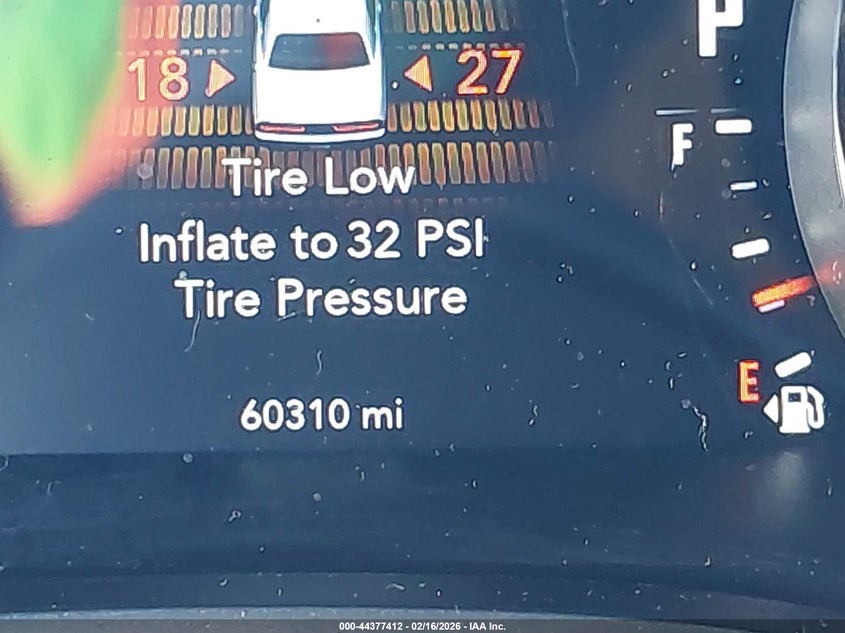 P
18 27
F
Tire Low
Inflate to 32 PSI
Tire Pressure
E
60310 mi
000-44377412 - 02/16/2026 - IAA Inc.